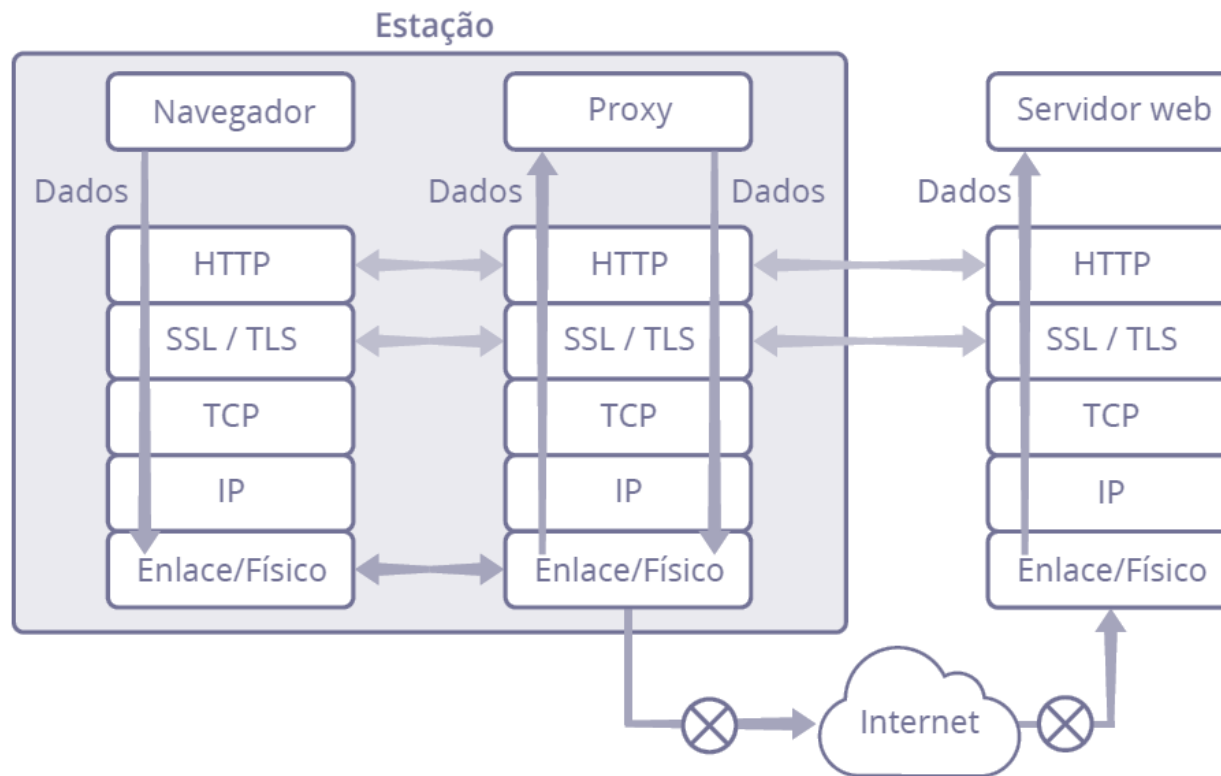 Estação
Navegador
Proxy
Servidor web
Dados
Dados
Dados
Dados
HTTP
HTTP
HTTP
SSL / TLS
SSL / TLS
SSL / TLS
TCP
TCP
TCP
IP
IP
IP
Enlace/Físico
Enlace/Físico
Enlace/Físico
Internet